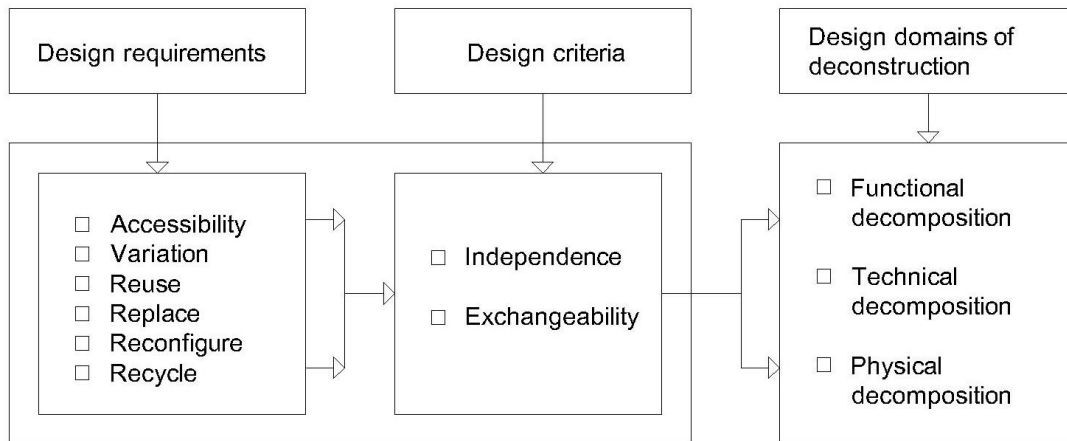 Design requirements
Design criteria
Design domains of
deconstruction
Accessibility
Variation
Reuse
Replace
Reconfigure
Recycle
Independence
Exchangeability
Functional
decomposition
Technical
decomposition
Physical
decomposition